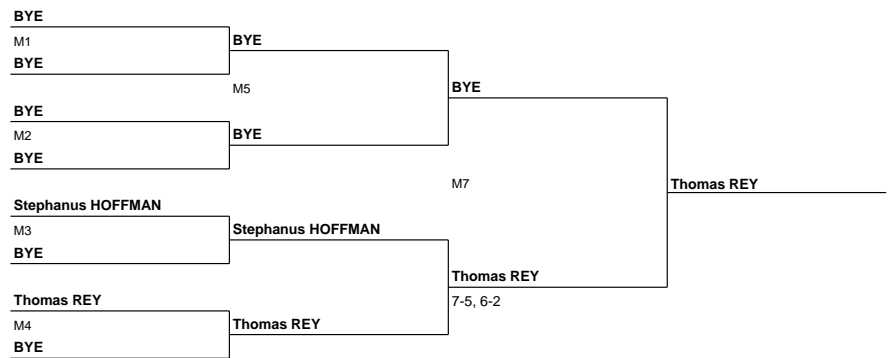 BYE
M1
BYE
BYE
M5
BYE
M2
BYE
BYE
BYE
M7
Thomas REY
Stephanus HOFFMAN
M3
BYE
Stephanus HOFFMAN
Thomas REY
7-5, 6-2
Thomas REY
M4
BYE
Thomas REY